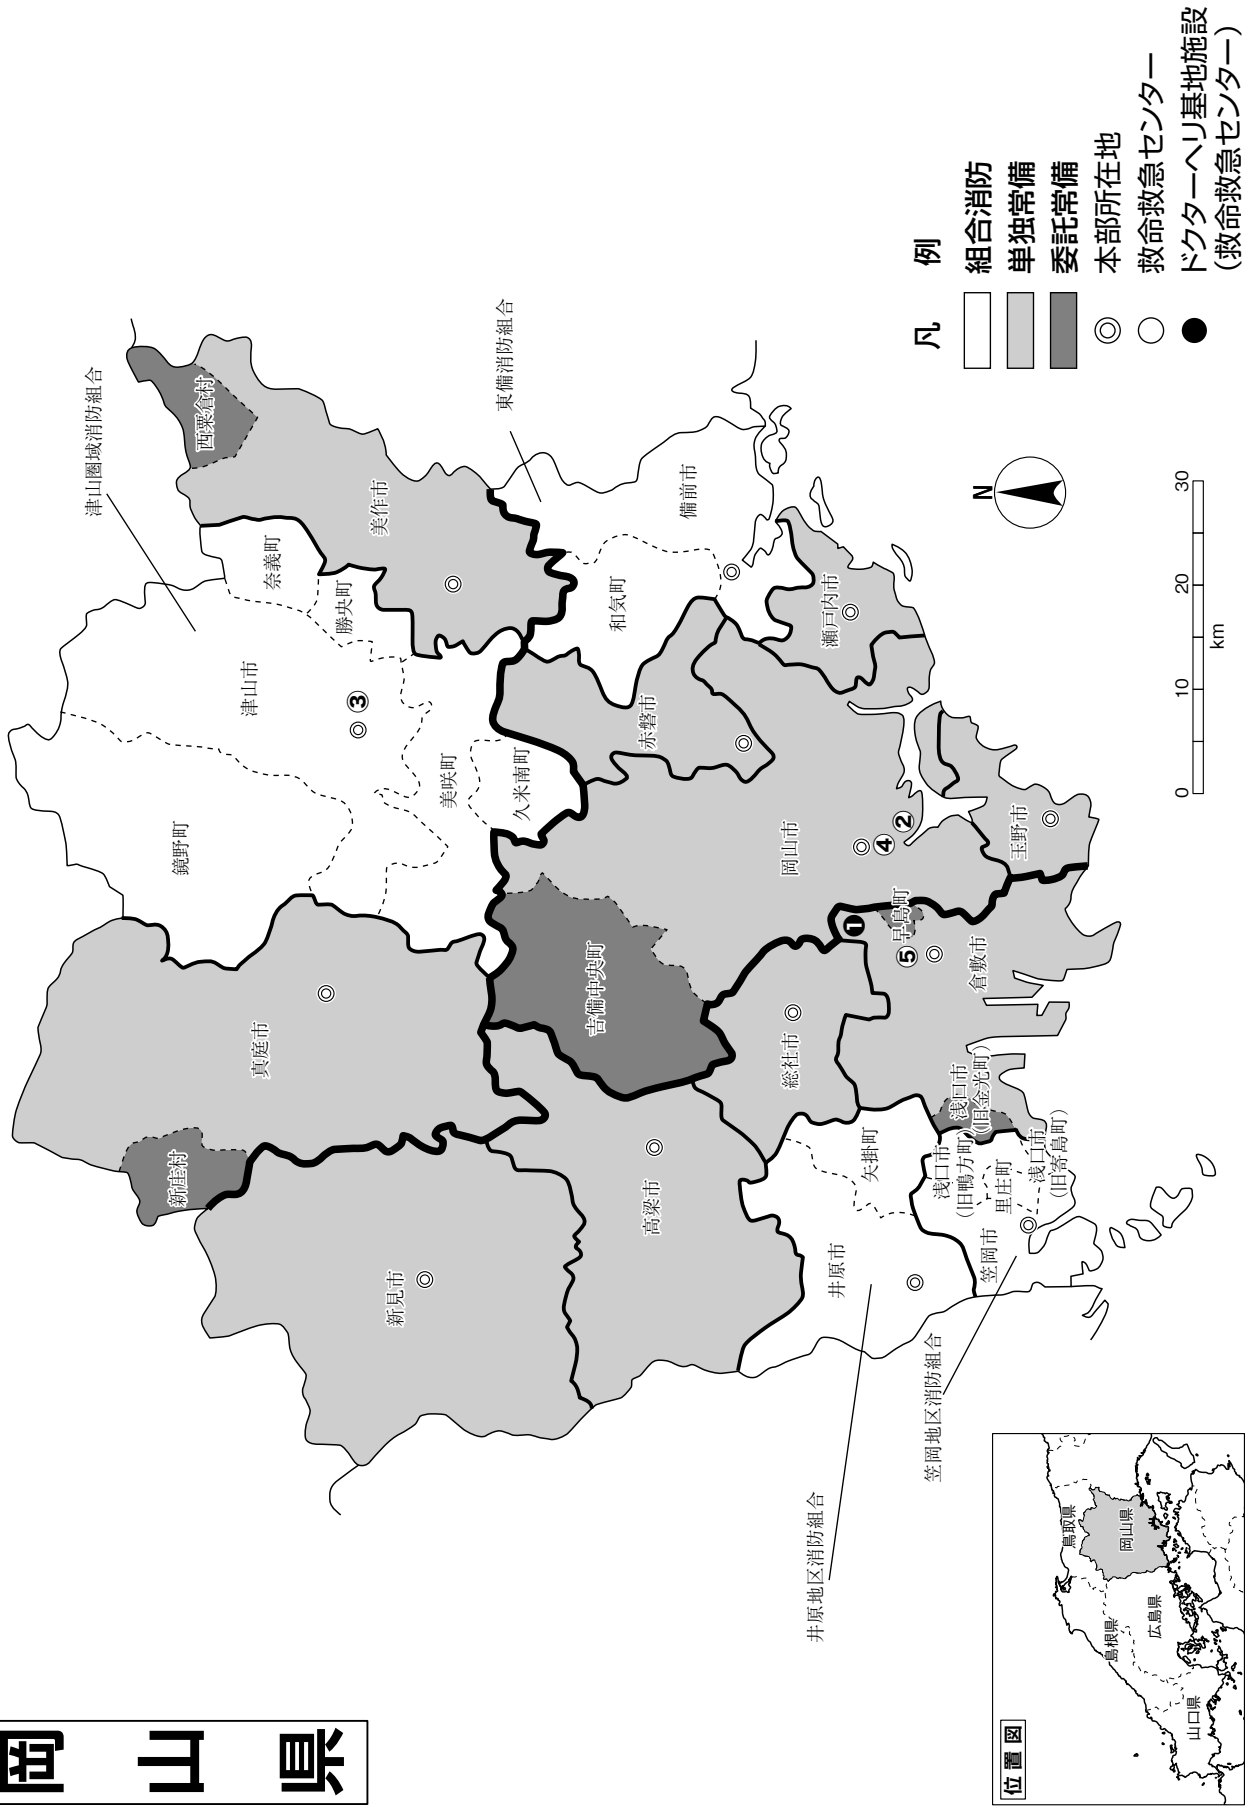 岡山県
津山圏域消防組合
東備消防組合
西粟倉村
奈義町
勝央町
美作市
津山市
鏡野町
美咲町
久米南町
和気町
備前市
赤磐市
瀬戸内市
真庭市
新庄村
吉備中央町
岡山市
玉野市
早島町
倉敷市
総社市
新見市
高梁市
矢掛町
井原市
浅口市
(旧金光町)
浅口市
(旧鴨方町)
里庄町
浅口市
(旧寄島町)
笠岡市
笠岡地区消防組合
井原地区消防組合
①
②
③
④
⑤
凡 例
組合消防
単独常備
委託常備
本部所在地
救命救急センター
ドクターヘリ基地施設
(救命救急センター)
N
0 10 20 30
km
位置図
鳥取県
岡山県
島根県
広島県
山口県